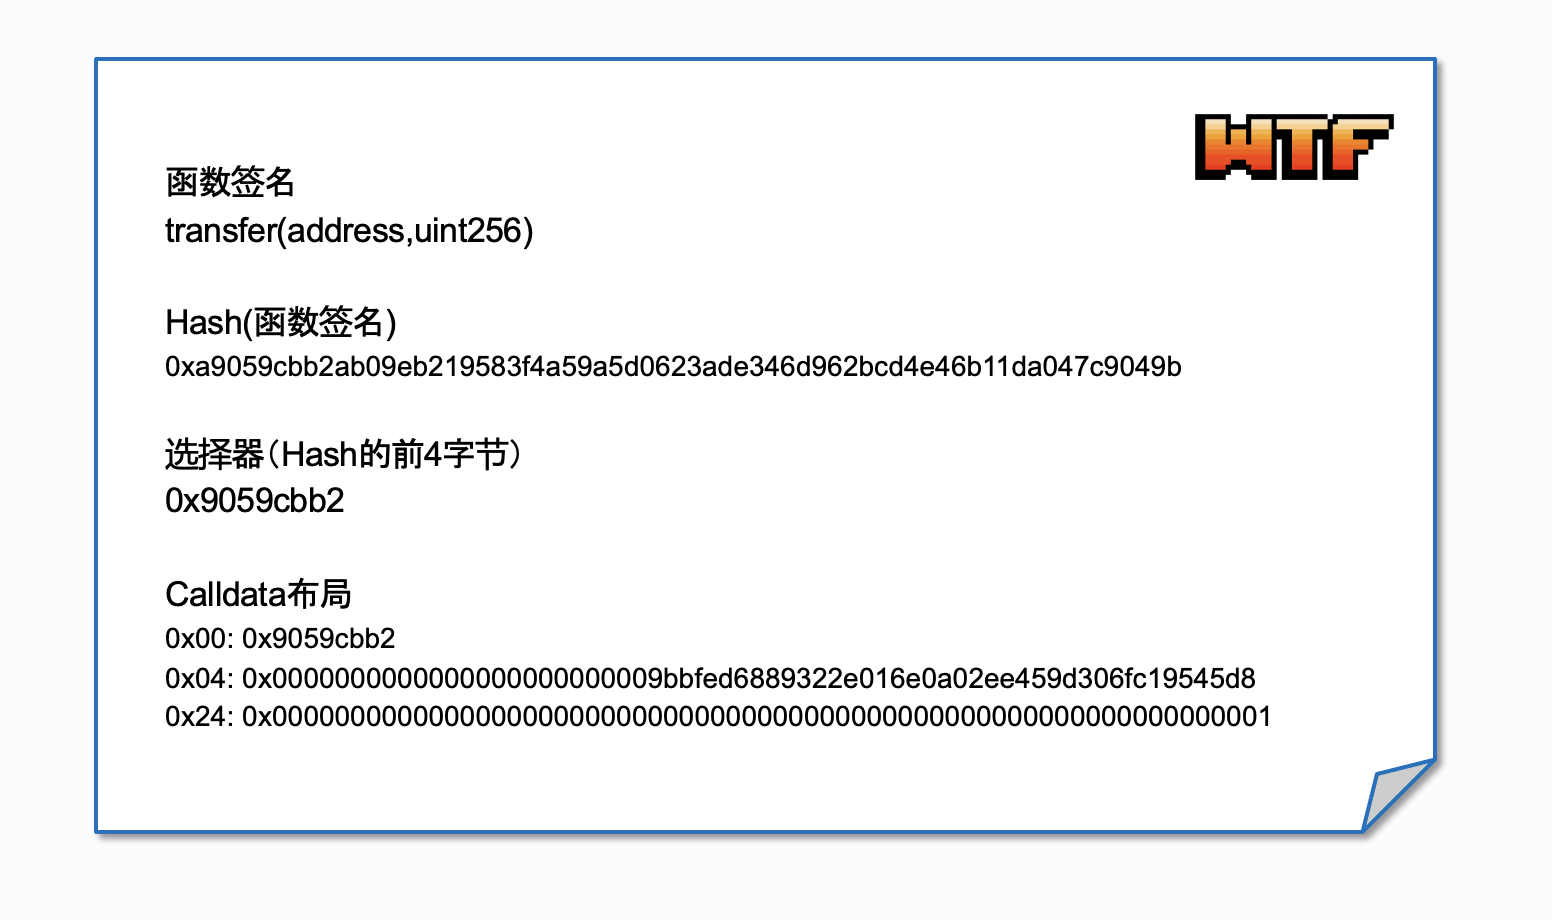 WTF
函数签名
transfer(address,uint256)
Hash(函数签名)
0xa9059cbb2ab09eb219583f4a59a5d0623ade346d962bcd4e46b11da047c9049b
选择器（Hash的前4字节）
0x9059cbb2
Calldata布局
0x00: 0x9059cbb2
0x04: 0x0000000000000000000000009bbfed6889322e016e0a02ee459d306fc19545d8
0x24: 0x0000000000000000000000000000000000000000000000000000000000000001